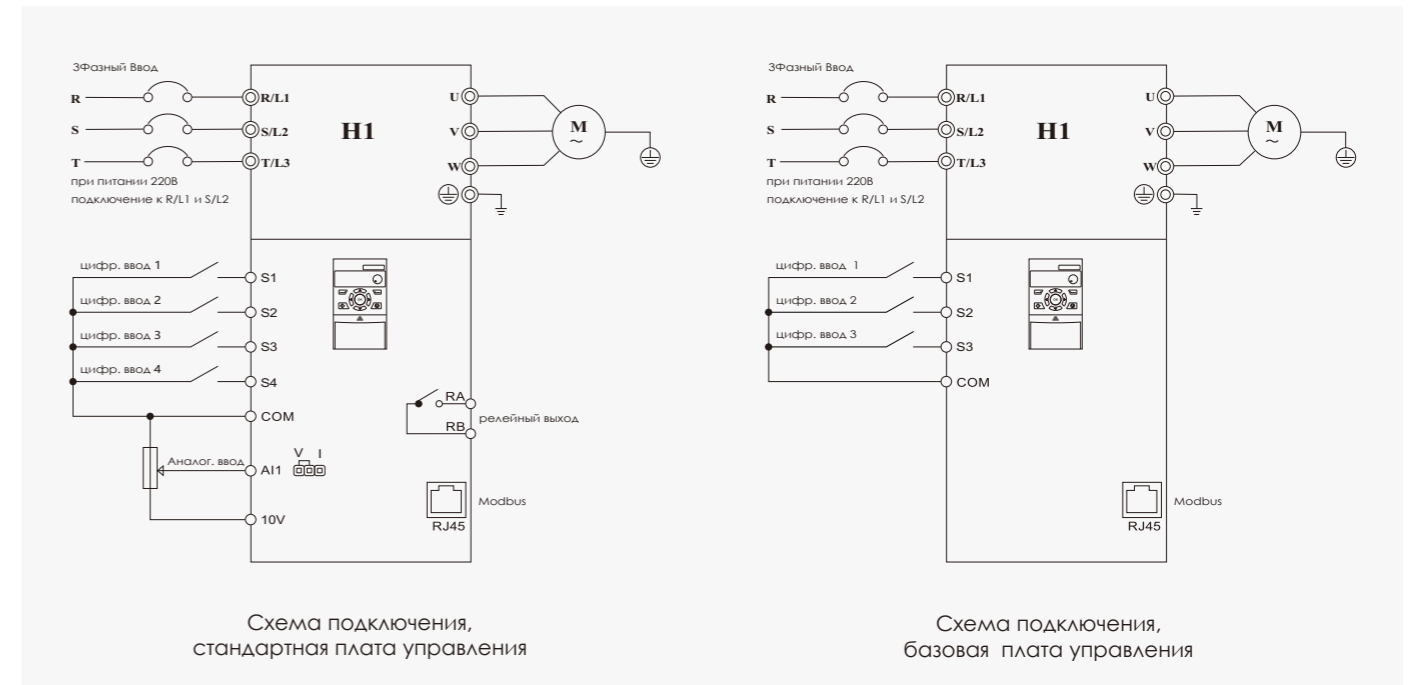 3Фазный Ввод
R
R/L1
U
S
S/L2
H1
V
M
~
T
T/L3
W
при питании 220В
подключение к R/L1 и S/L2
цифр. ввод 1
S1
цифр. ввод 2
S2
цифр. ввод 3
S3
цифр. ввод 4
S4
COM
RA
RB
релейный выход
Аналог. ввод
AI1
V I
10V
RJ45
Modbus
Схема подключения,
стандартная плата управления
3Фазный Ввод
R
R/L1
U
S
S/L2
H1
V
M
~
T
T/L3
W
при питании 220В
подключение к R/L1 и S/L2
цифр. ввод 1
S1
цифр. ввод 2
S2
цифр. ввод 3
S3
COM
RJ45
Modbus
Схема подключения,
базовая плата управления